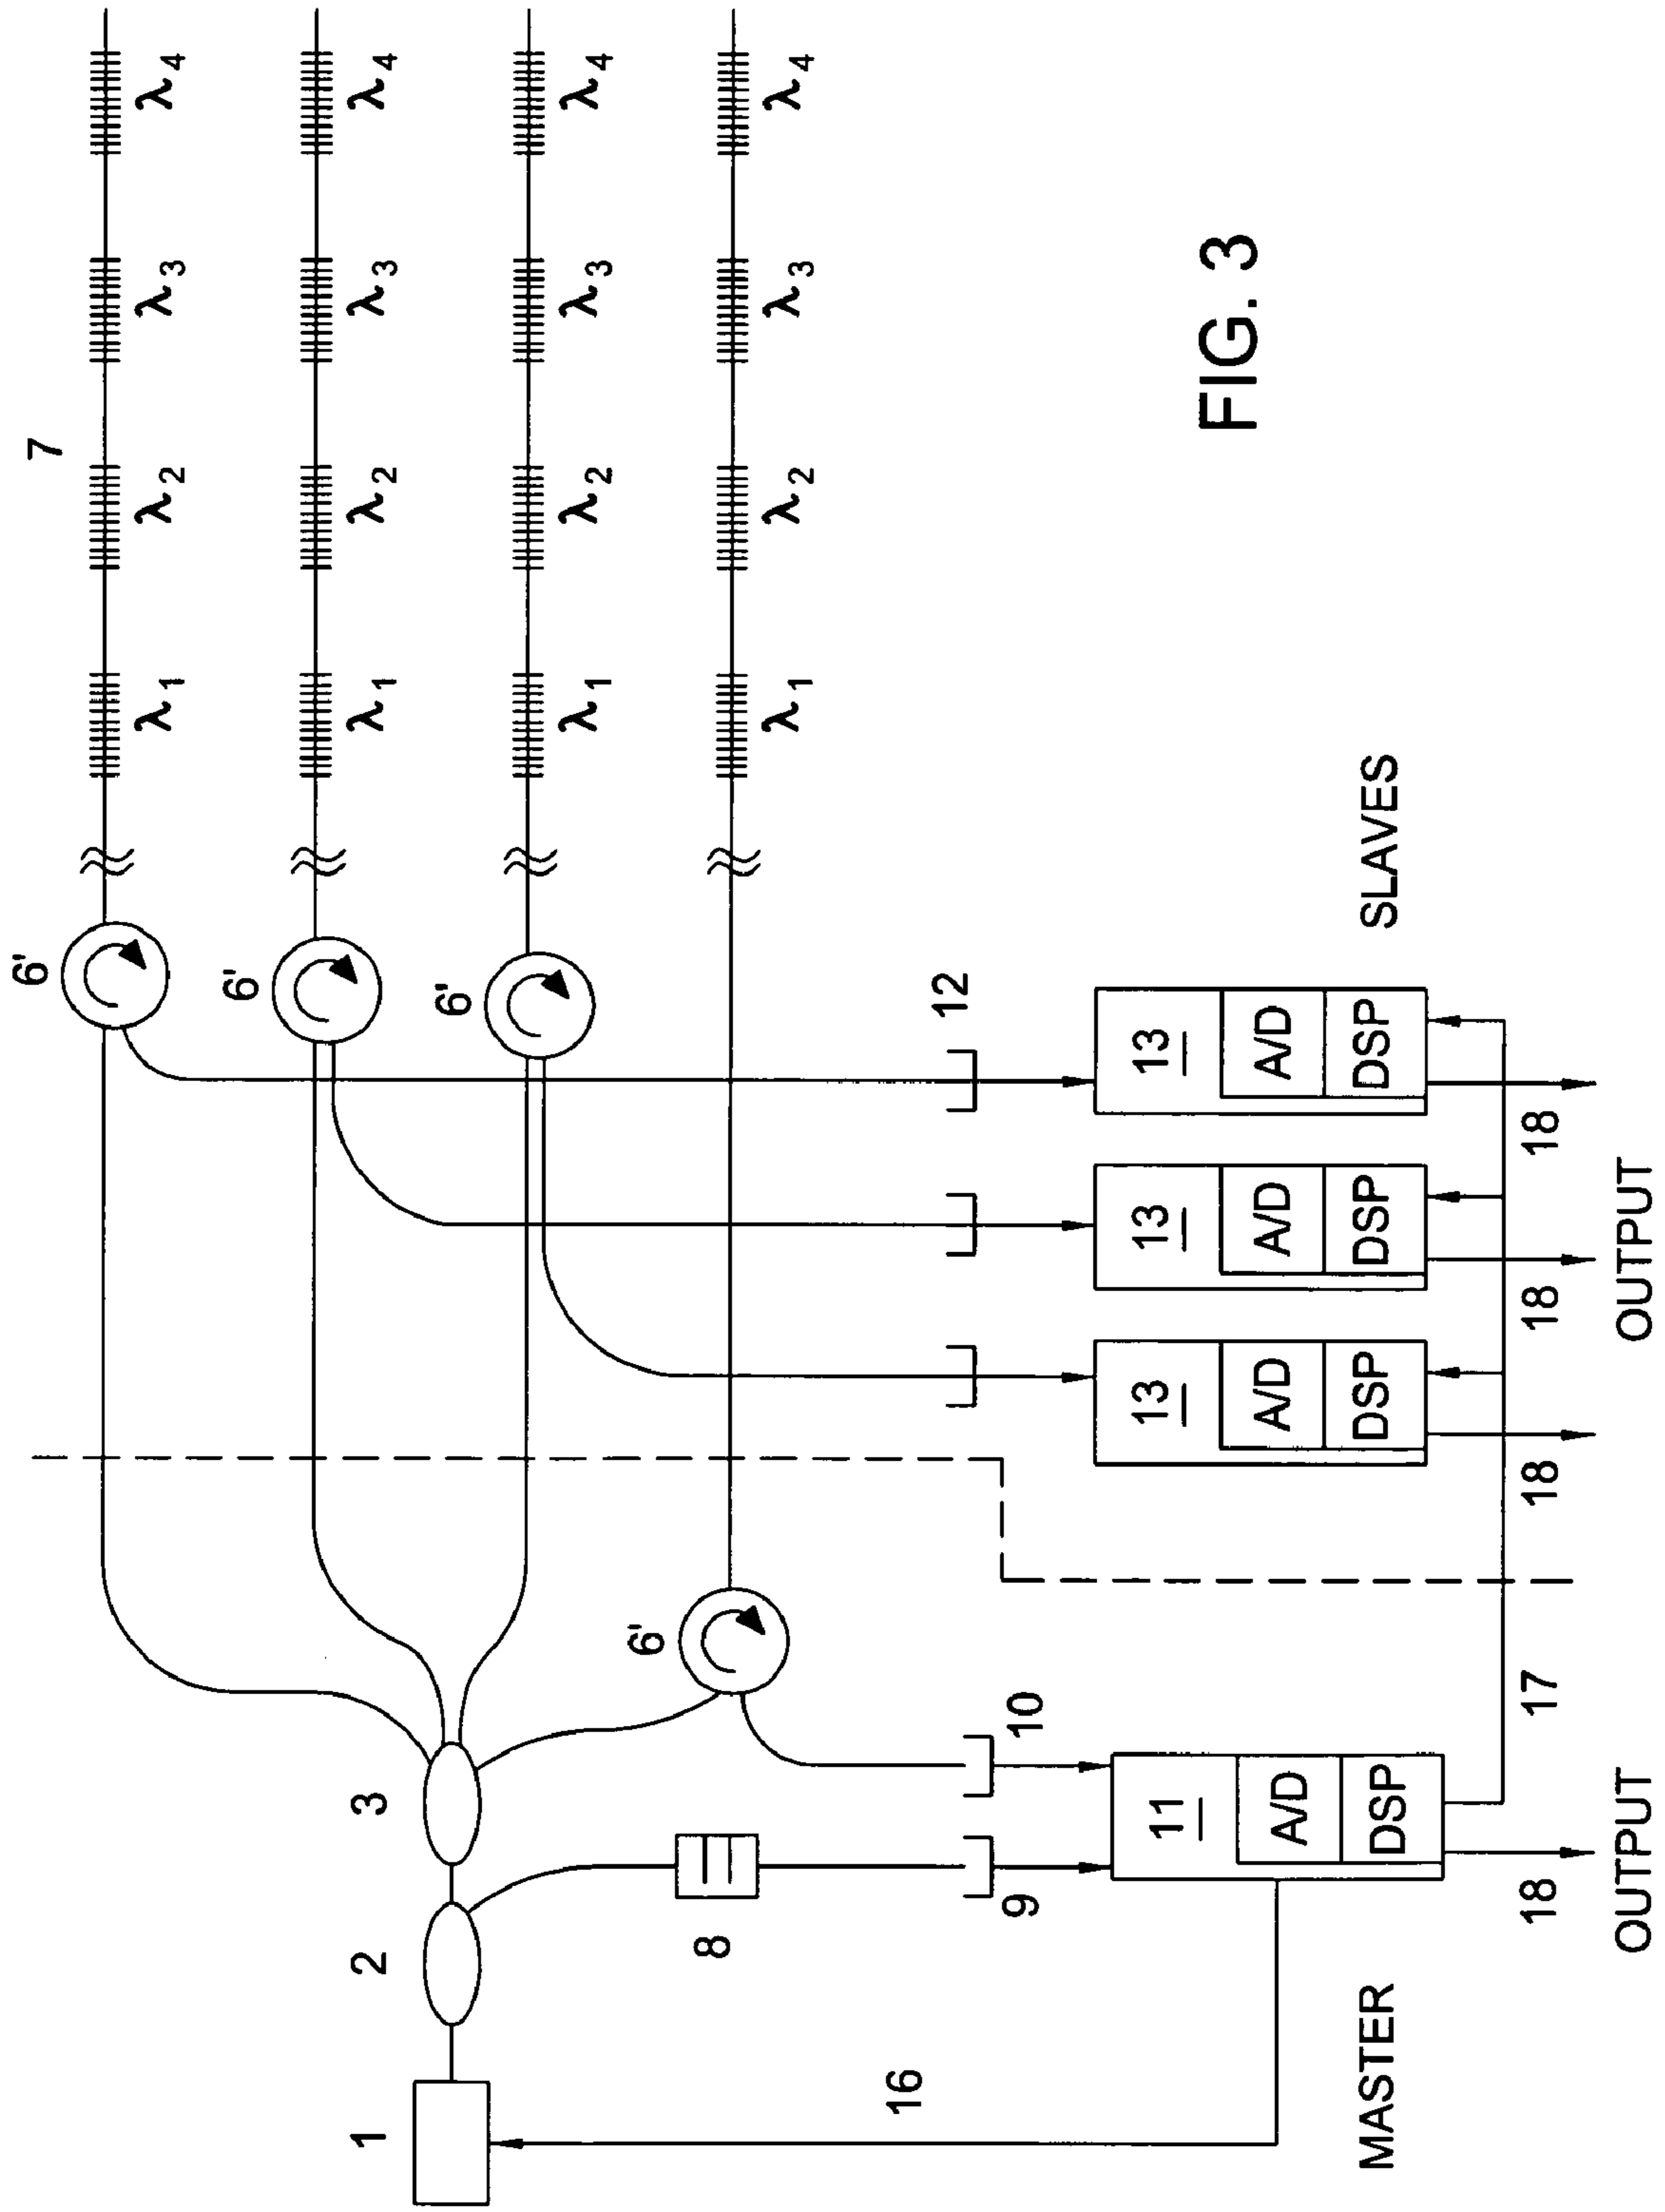 7
6' λ1 λ2 λ3 λ4
6' λ1 λ2 λ3 λ4
6' λ1 λ2 λ3 λ4
6' λ1 λ2 λ3 λ4
1 2 3
8
16
9 10 12
11 13 13 13
A/D A/D A/D A/D
DSP DSP DSP DSP
MASTER SLAVES
FIG. 3
18 17 18 18 18
OUTPUT OUTPUT